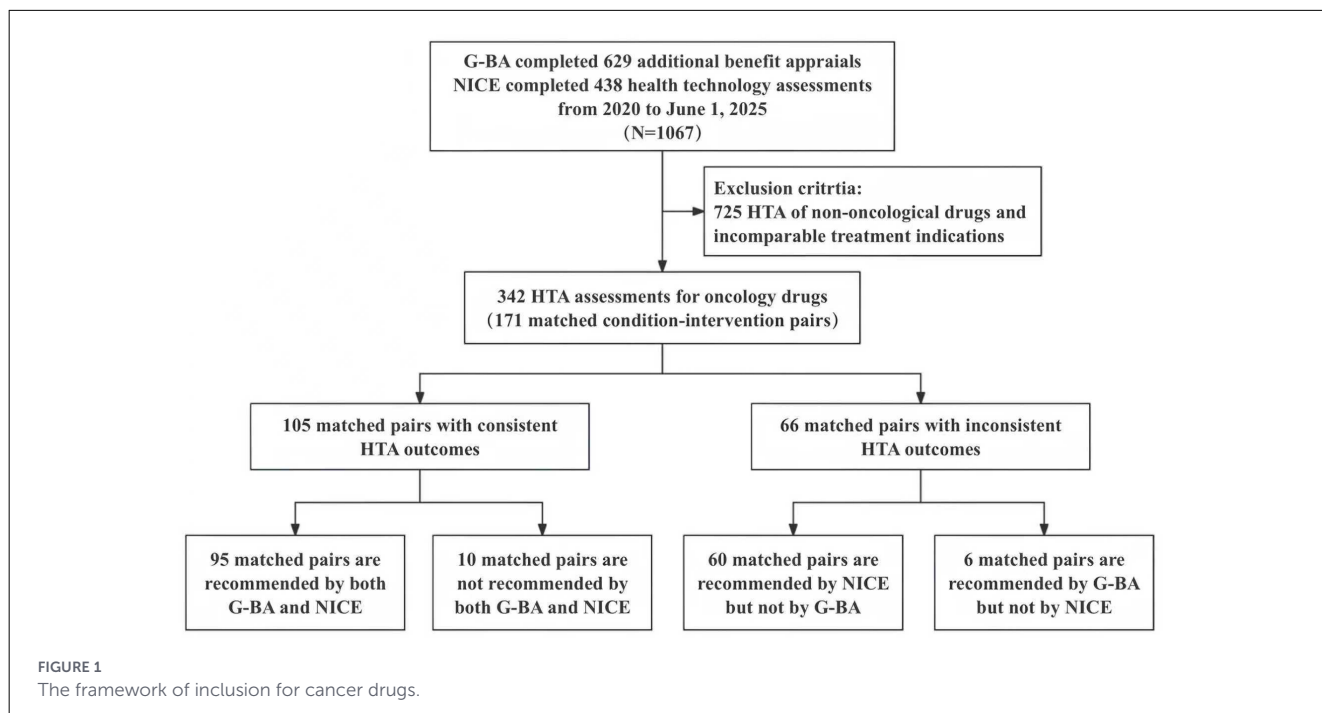 G-BA completed 629 additional benefit appraials
NICE completed 438 health technology assessments
from 2020 to June 1, 2025
(N=1067)
Exclusion critrtia:
725 HTA of non-oncological drugs and
incomparable treatment indications
342 HTA assessments for oncology drugs
(171 matched condition-intervention pairs)
105 matched pairs with consistent
HTA outcomes
66 matched pairs with inconsistent
HTA outcomes
95 matched pairs are
recommended by both
G-BA and NICE
10 matched pairs are
not recommended by
both G-BA and NICE
60 matched pairs are
recommended by NICE
but not by G-BA
6 matched pairs are
recommended by G-BA
but not by NICE
FIGURE 1
The framework of inclusion for cancer drugs.